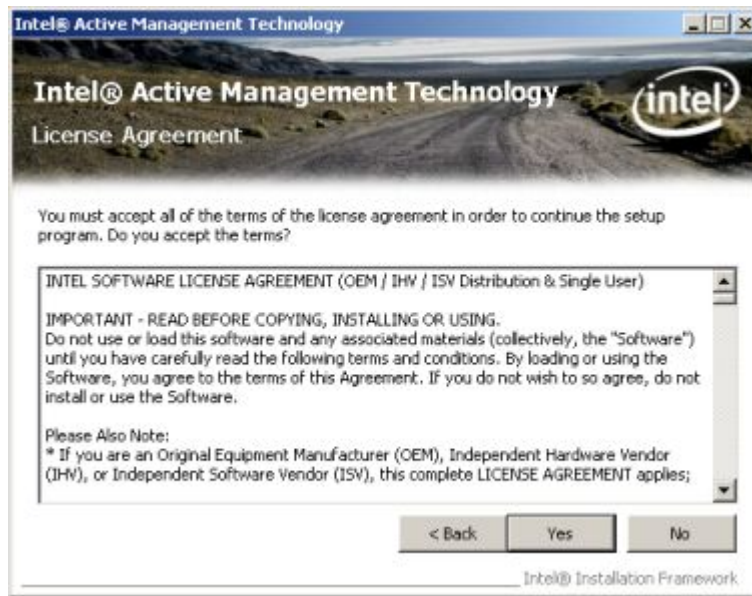 Intel® Active Management Technology
Intel® Active Management Technology
intel
License Agreement
You must accept all of the terms of the license agreement in order to continue the setup
program. Do you accept the terms?
INTEL SOFTWARE LICENSE AGREEMENT (OEM / IHV / ISV Distribution & Single User)
IMPORTANT - READ BEFORE COPYING, INSTALLING OR USING.
Do not use or load this software and any associated materials (collectively, the "Software")
until you have carefully read the following terms and conditions. By loading or using the
Software, you agree to the terms of this Agreement. If you do not wish to so agree, do not
install or use the Software.
Please Also Note:
* If you are an Original Equipment Manufacturer (OEM), Independent Hardware Vendor
(IHV), or Independent Software Vendor (ISV), this complete LICENSE AGREEMENT applies;
< Back Yes No
Intel® Installation Framework